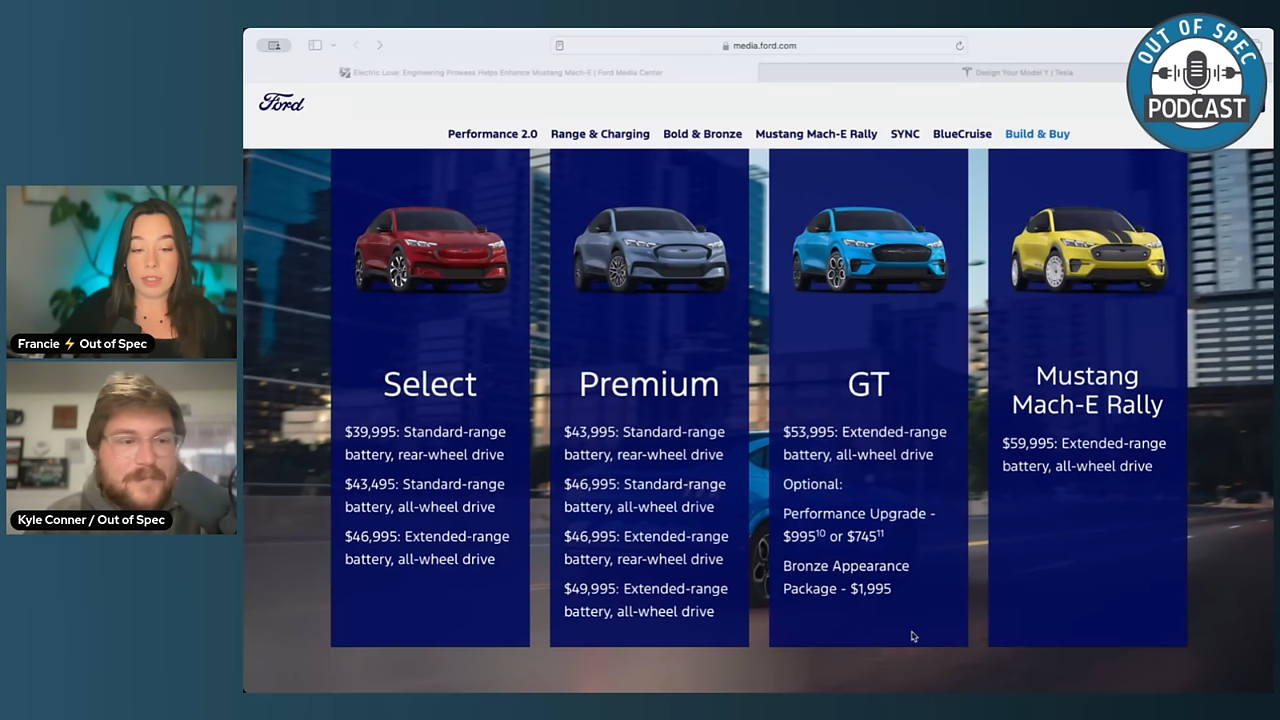 media.ford.com
Electric Love: Engineering Prowess Helps Enhance Mustang Mach-E | Ford Media Center
Design Your Model Y | Tesla
OUT OF SPEC
PODCAST
Ford
Performance 2.0
Range & Charging
Bold & Bronze
Mustang Mach-E Rally
SYNC
BlueCruise
Build & Buy
Francie ⚡ Out of Spec
Kyle Conner / Out of Spec
Select
$39,995: Standard-range
battery, rear-wheel drive
$43,495: Standard-range
battery, all-wheel drive
$46,995: Extended-range
battery, all-wheel drive
Premium
$43,995: Standard-range
battery, rear-wheel drive
$46,995: Standard-range
battery, all-wheel drive
$46,995: Extended-range
battery, rear-wheel drive
$49,995: Extended-range
battery, all-wheel drive
GT
$53,995: Extended-range
battery, all-wheel drive
Optional:
Performance Upgrade -
$995¹⁰ or $745¹¹
Bronze Appearance
Package - $1,995
Mustang
Mach-E Rally
$59,995: Extended-range
battery, all-wheel drive